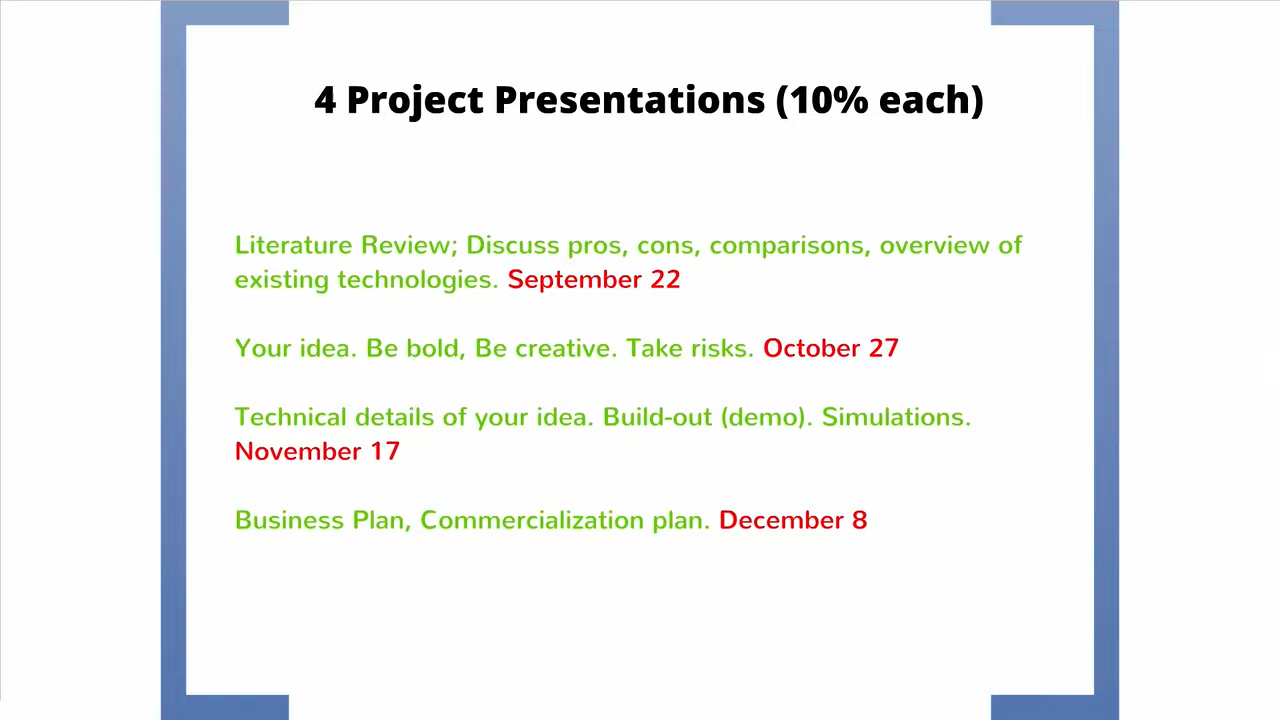 4 Project Presentations (10% each)
Literature Review; Discuss pros, cons, comparisons, overview of
existing technologies. September 22
Your idea. Be bold, Be creative. Take risks. October 27
Technical details of your idea. Build-out (demo). Simulations.
November 17
Business Plan, Commercialization plan. December 8